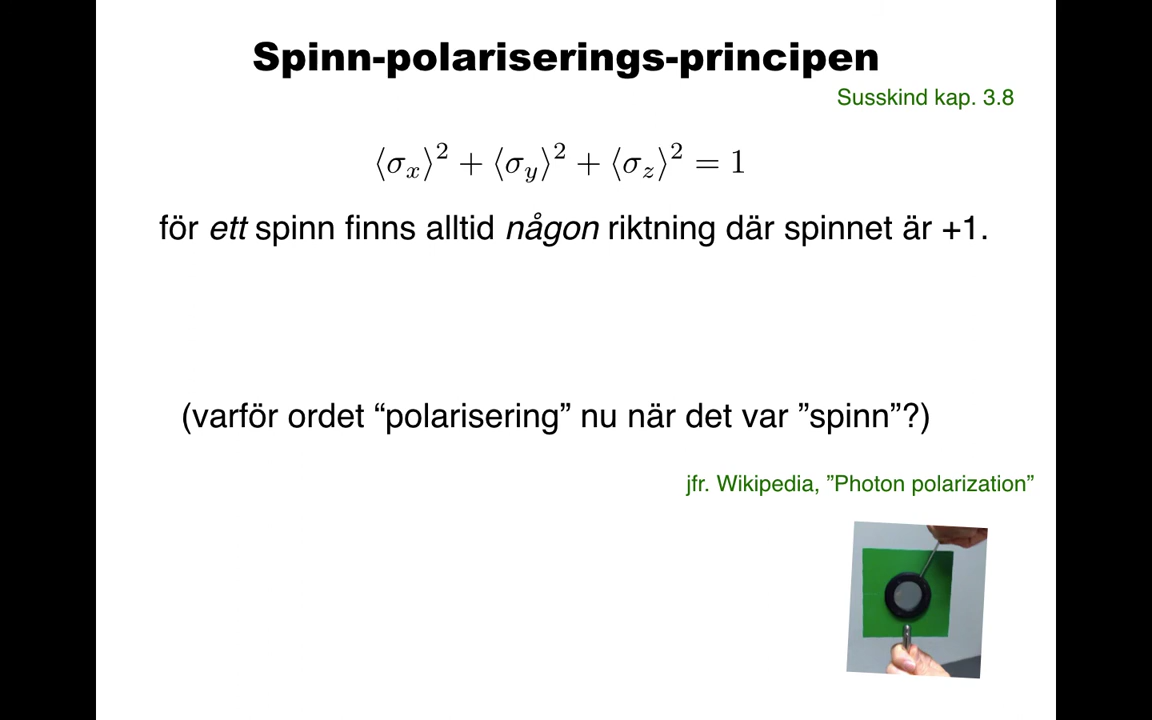 Spinn-polariserings-principen
Susskind kap. 3.8
⟨σx⟩² + ⟨σy⟩² + ⟨σz⟩² = 1
för ett spinn finns alltid någon riktning där spinnet är +1.
(varför ordet “polarisering” nu när det var ”spinn”?)
jfr. Wikipedia, ”Photon polarization”